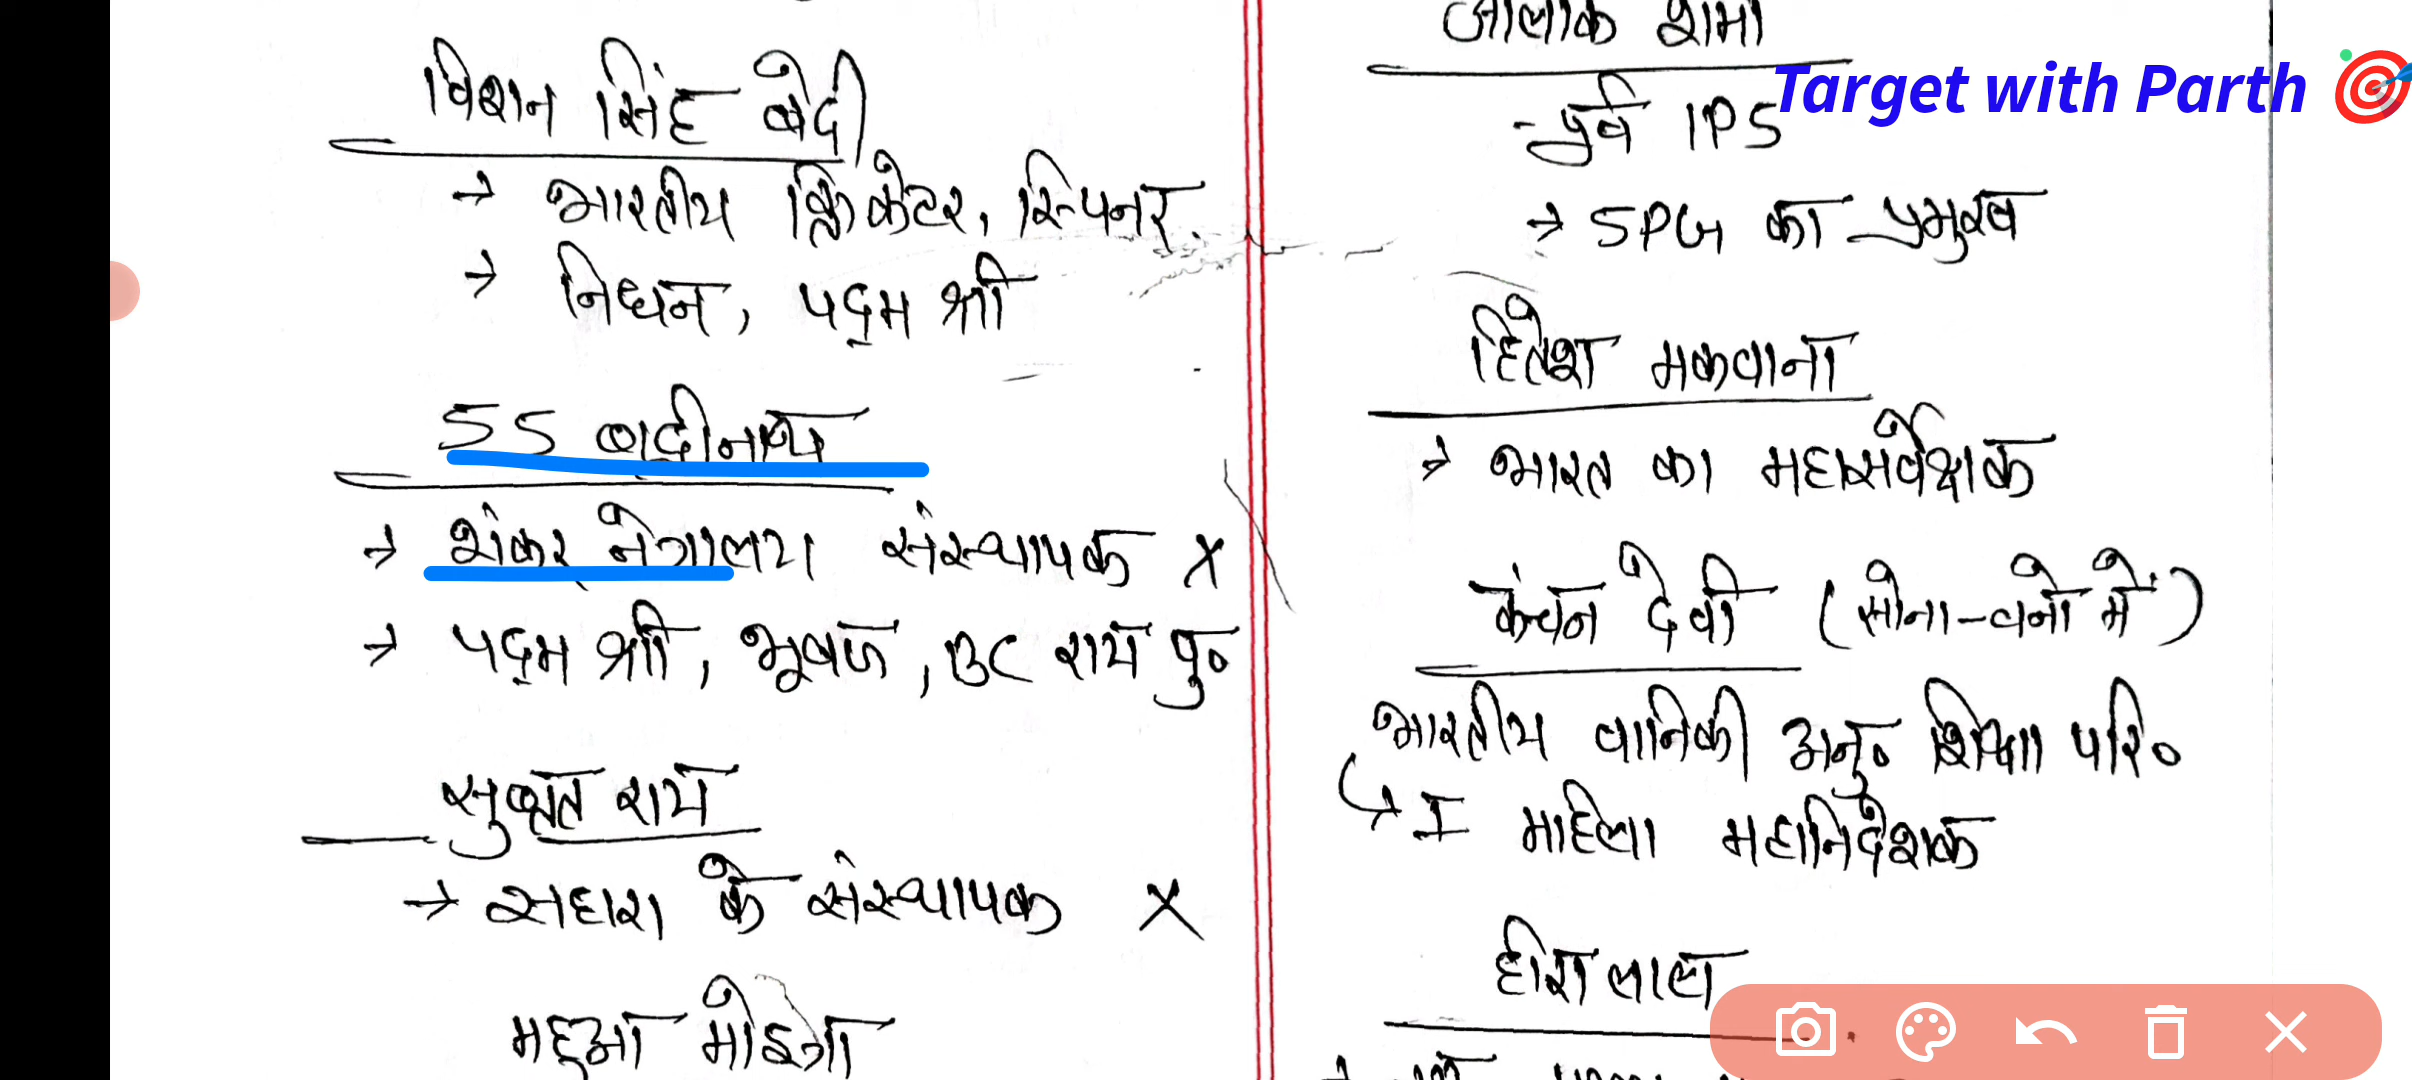 बिशन सिंह बेदी
→ भारतीय क्रिकेटर, स्पिनर.
→ निधन, पद्म श्री
SS बद्रीनाथ
→ शंकर नेत्रालय संस्थापक X
→ पद्म श्री, भूषण, BC राय पु०
सुब्रत राय
→ सहारा के संस्थापक X
महुआ मोइत्रा
आलोक शर्मा
Target with Parth
- पूर्व IPS
→ SPG का प्रमुख
हितेश मकवाना
→ भारत का महासर्वेक्षक
कंचन देवी (सोना-वनो में)
भारतीय वानिकी अनु० शिक्षा परि०
↳ I महिला महानिदेशक
हीरा लाल